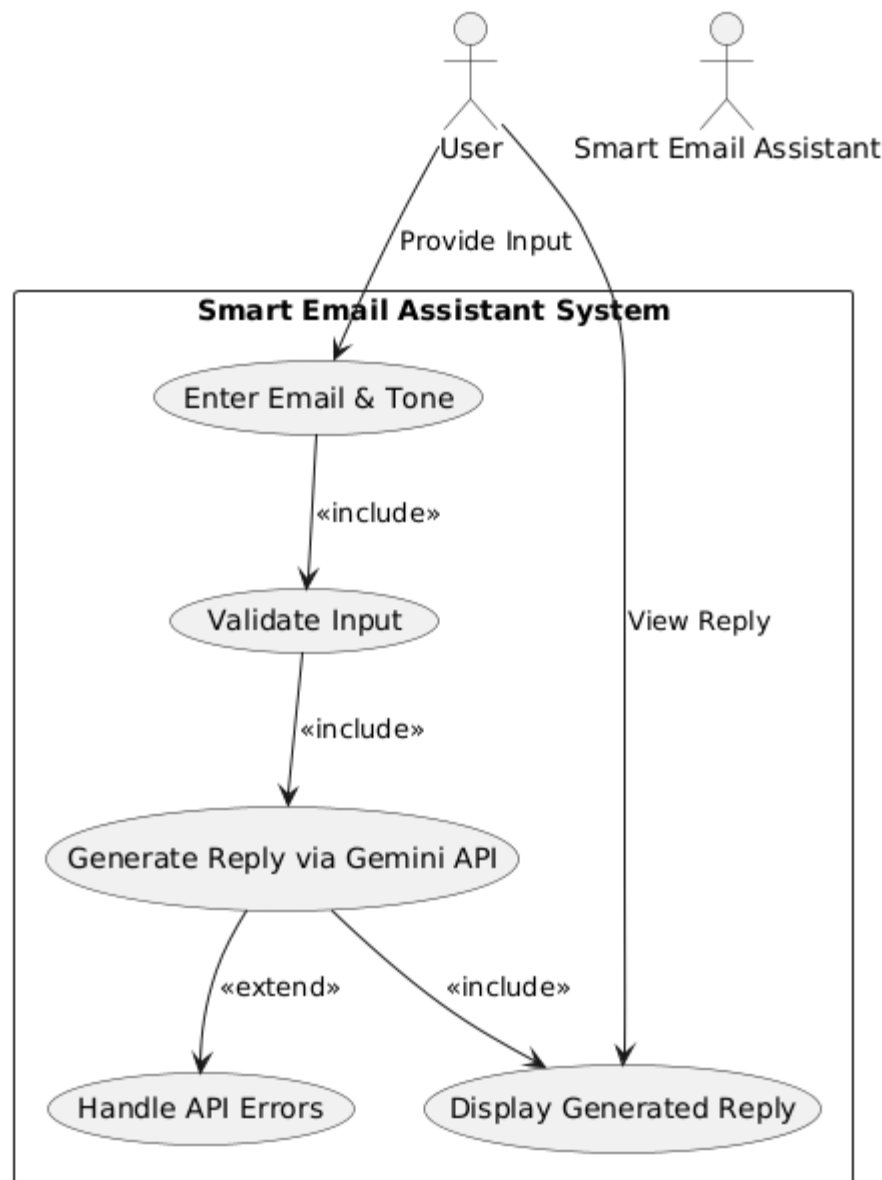 User
Smart Email Assistant
Provide Input
Smart Email Assistant System
Enter Email & Tone
«include»
Validate Input
View Reply
«include»
Generate Reply via Gemini API
«extend»
«include»
Handle API Errors
Display Generated Reply